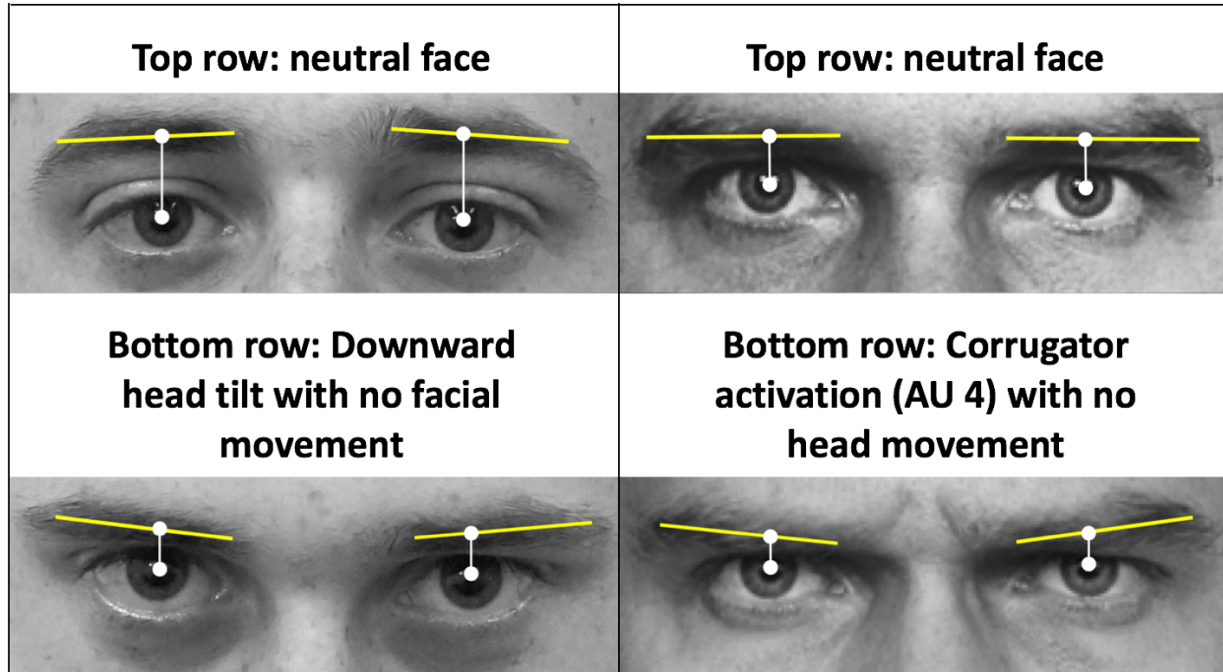 Top row: neutral face
Bottom row: Downward
head tilt with no facial
movement
Top row: neutral face
Bottom row: Corrugator
activation (AU 4) with no
head movement